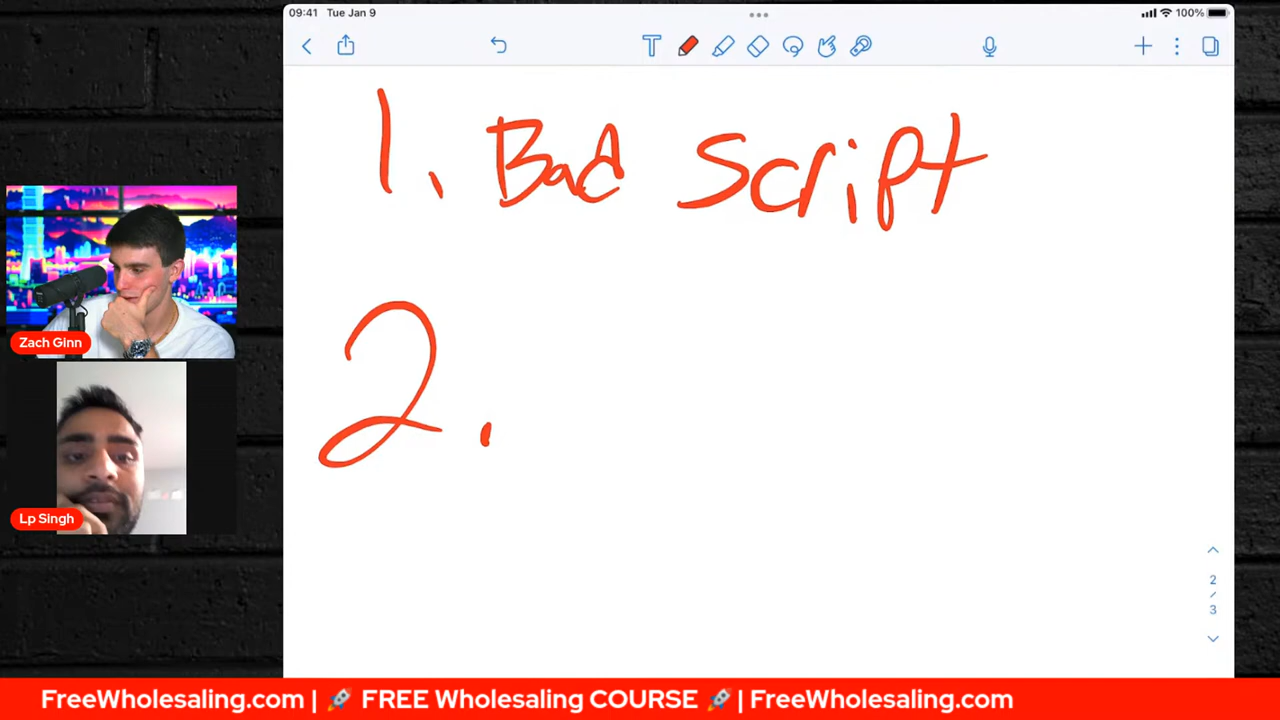 09:41 Tue Jan 9
100%
T
1. Bad Script
2.
Zach Ginn
Lp Singh
2
3
FreeWholesaling.com | 🚀 FREE Wholesaling COURSE 🚀 | FreeWholesaling.com